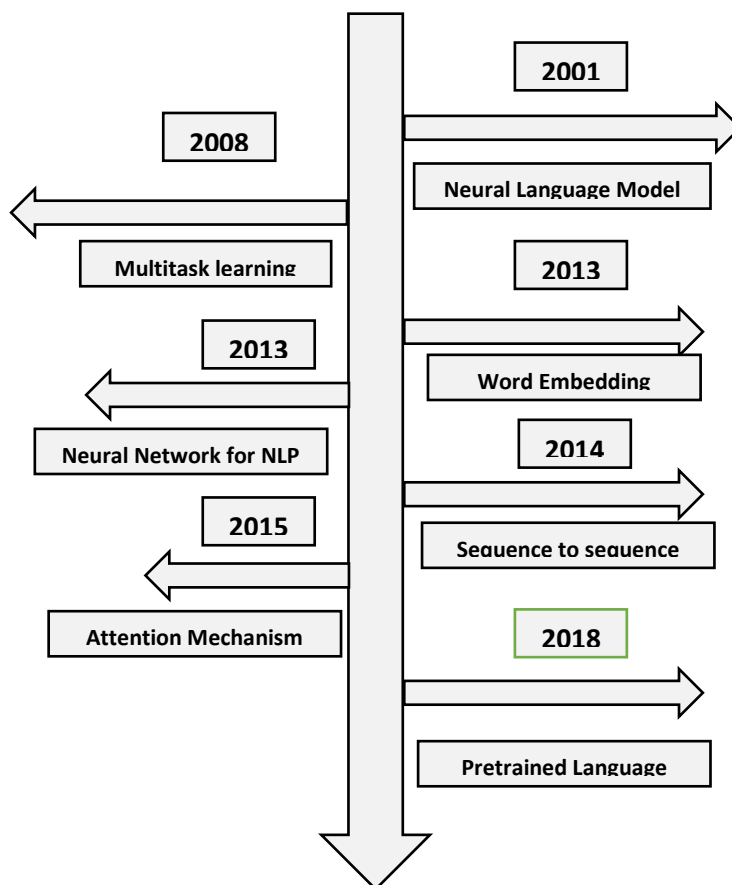 2001
Neural Language Model
2008
Multitask learning
2013
Word Embedding
2013
Neural Network for NLP
2014
Sequence to sequence
2015
Attention Mechanism
2018
Pretrained Language